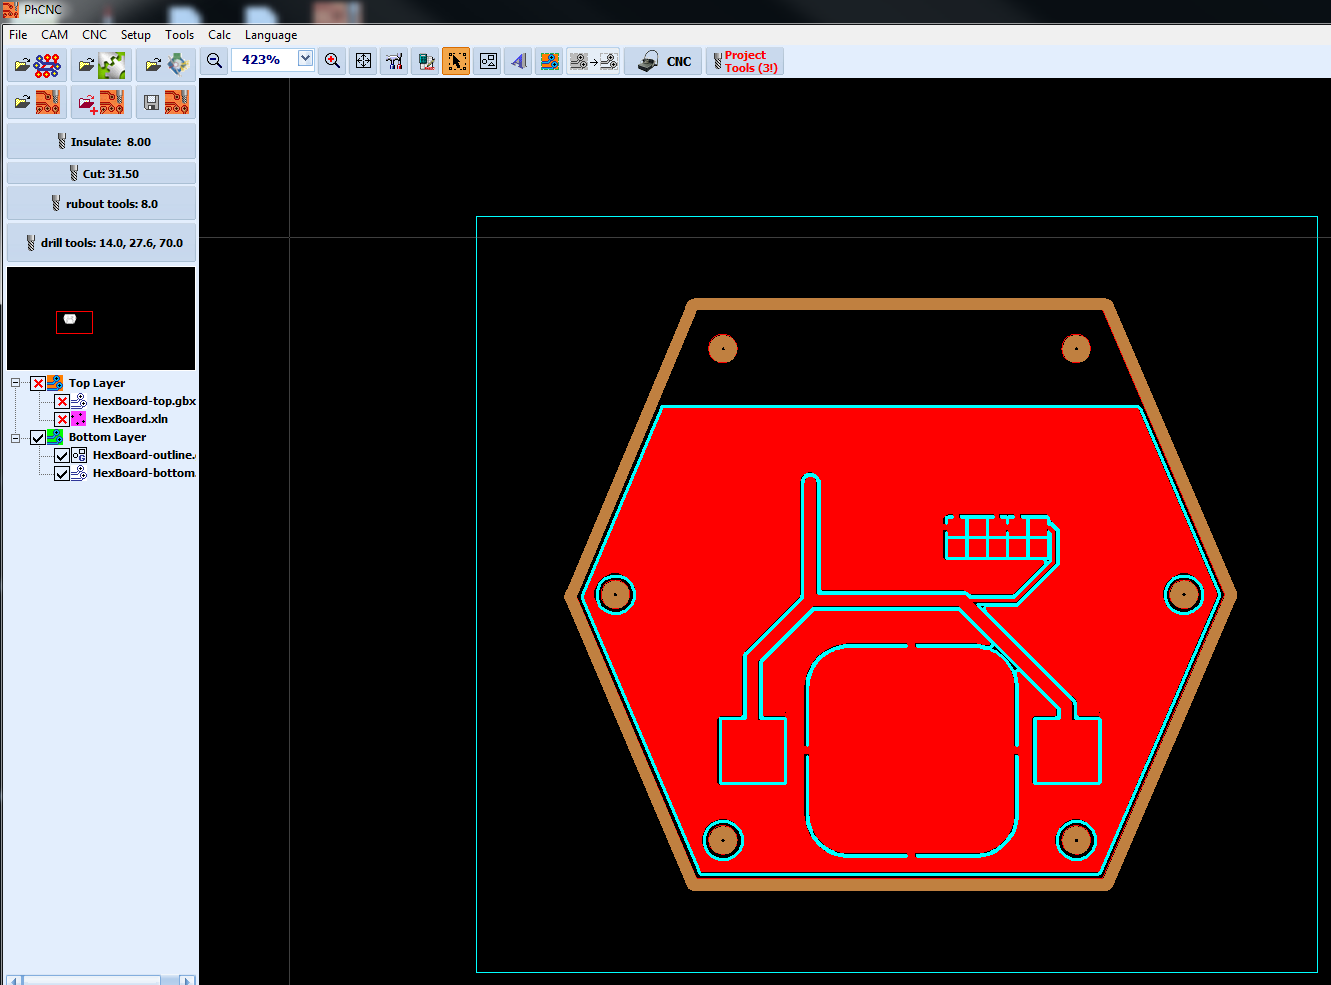 PhCNC
File CAM CNC Setup Tools Calc Language
423%
CNC
Project
Tools (3!)
Insulate: 8.00
Cut: 31.50
rubout tools: 8.0
drill tools: 14.0, 27.6, 70.0
Top Layer
HexBoard-top.gbx
HexBoard.xln
Bottom Layer
HexBoard-outline.
HexBoard-bottom.